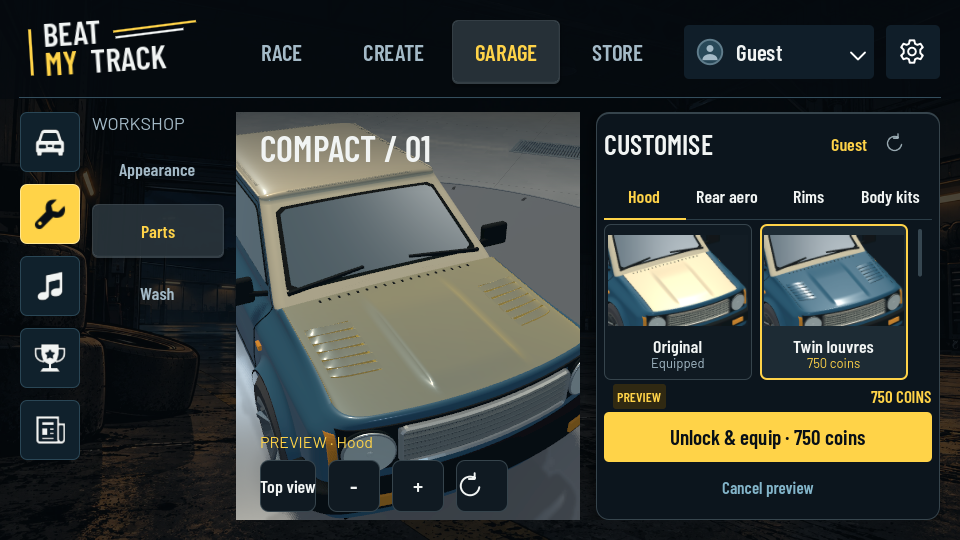 BEAT
MY TRACK
RACE
CREATE
GARAGE
STORE
Guest
WORKSHOP
Appearance
Parts
Wash
COMPACT / 01
PREVIEW · Hood
Top view
-
+
CUSTOMISE
Guest
Hood
Rear aero
Rims
Body kits
Original
Equipped
Twin louvres
750 coins
PREVIEW
750 COINS
Unlock & equip · 750 coins
Cancel preview